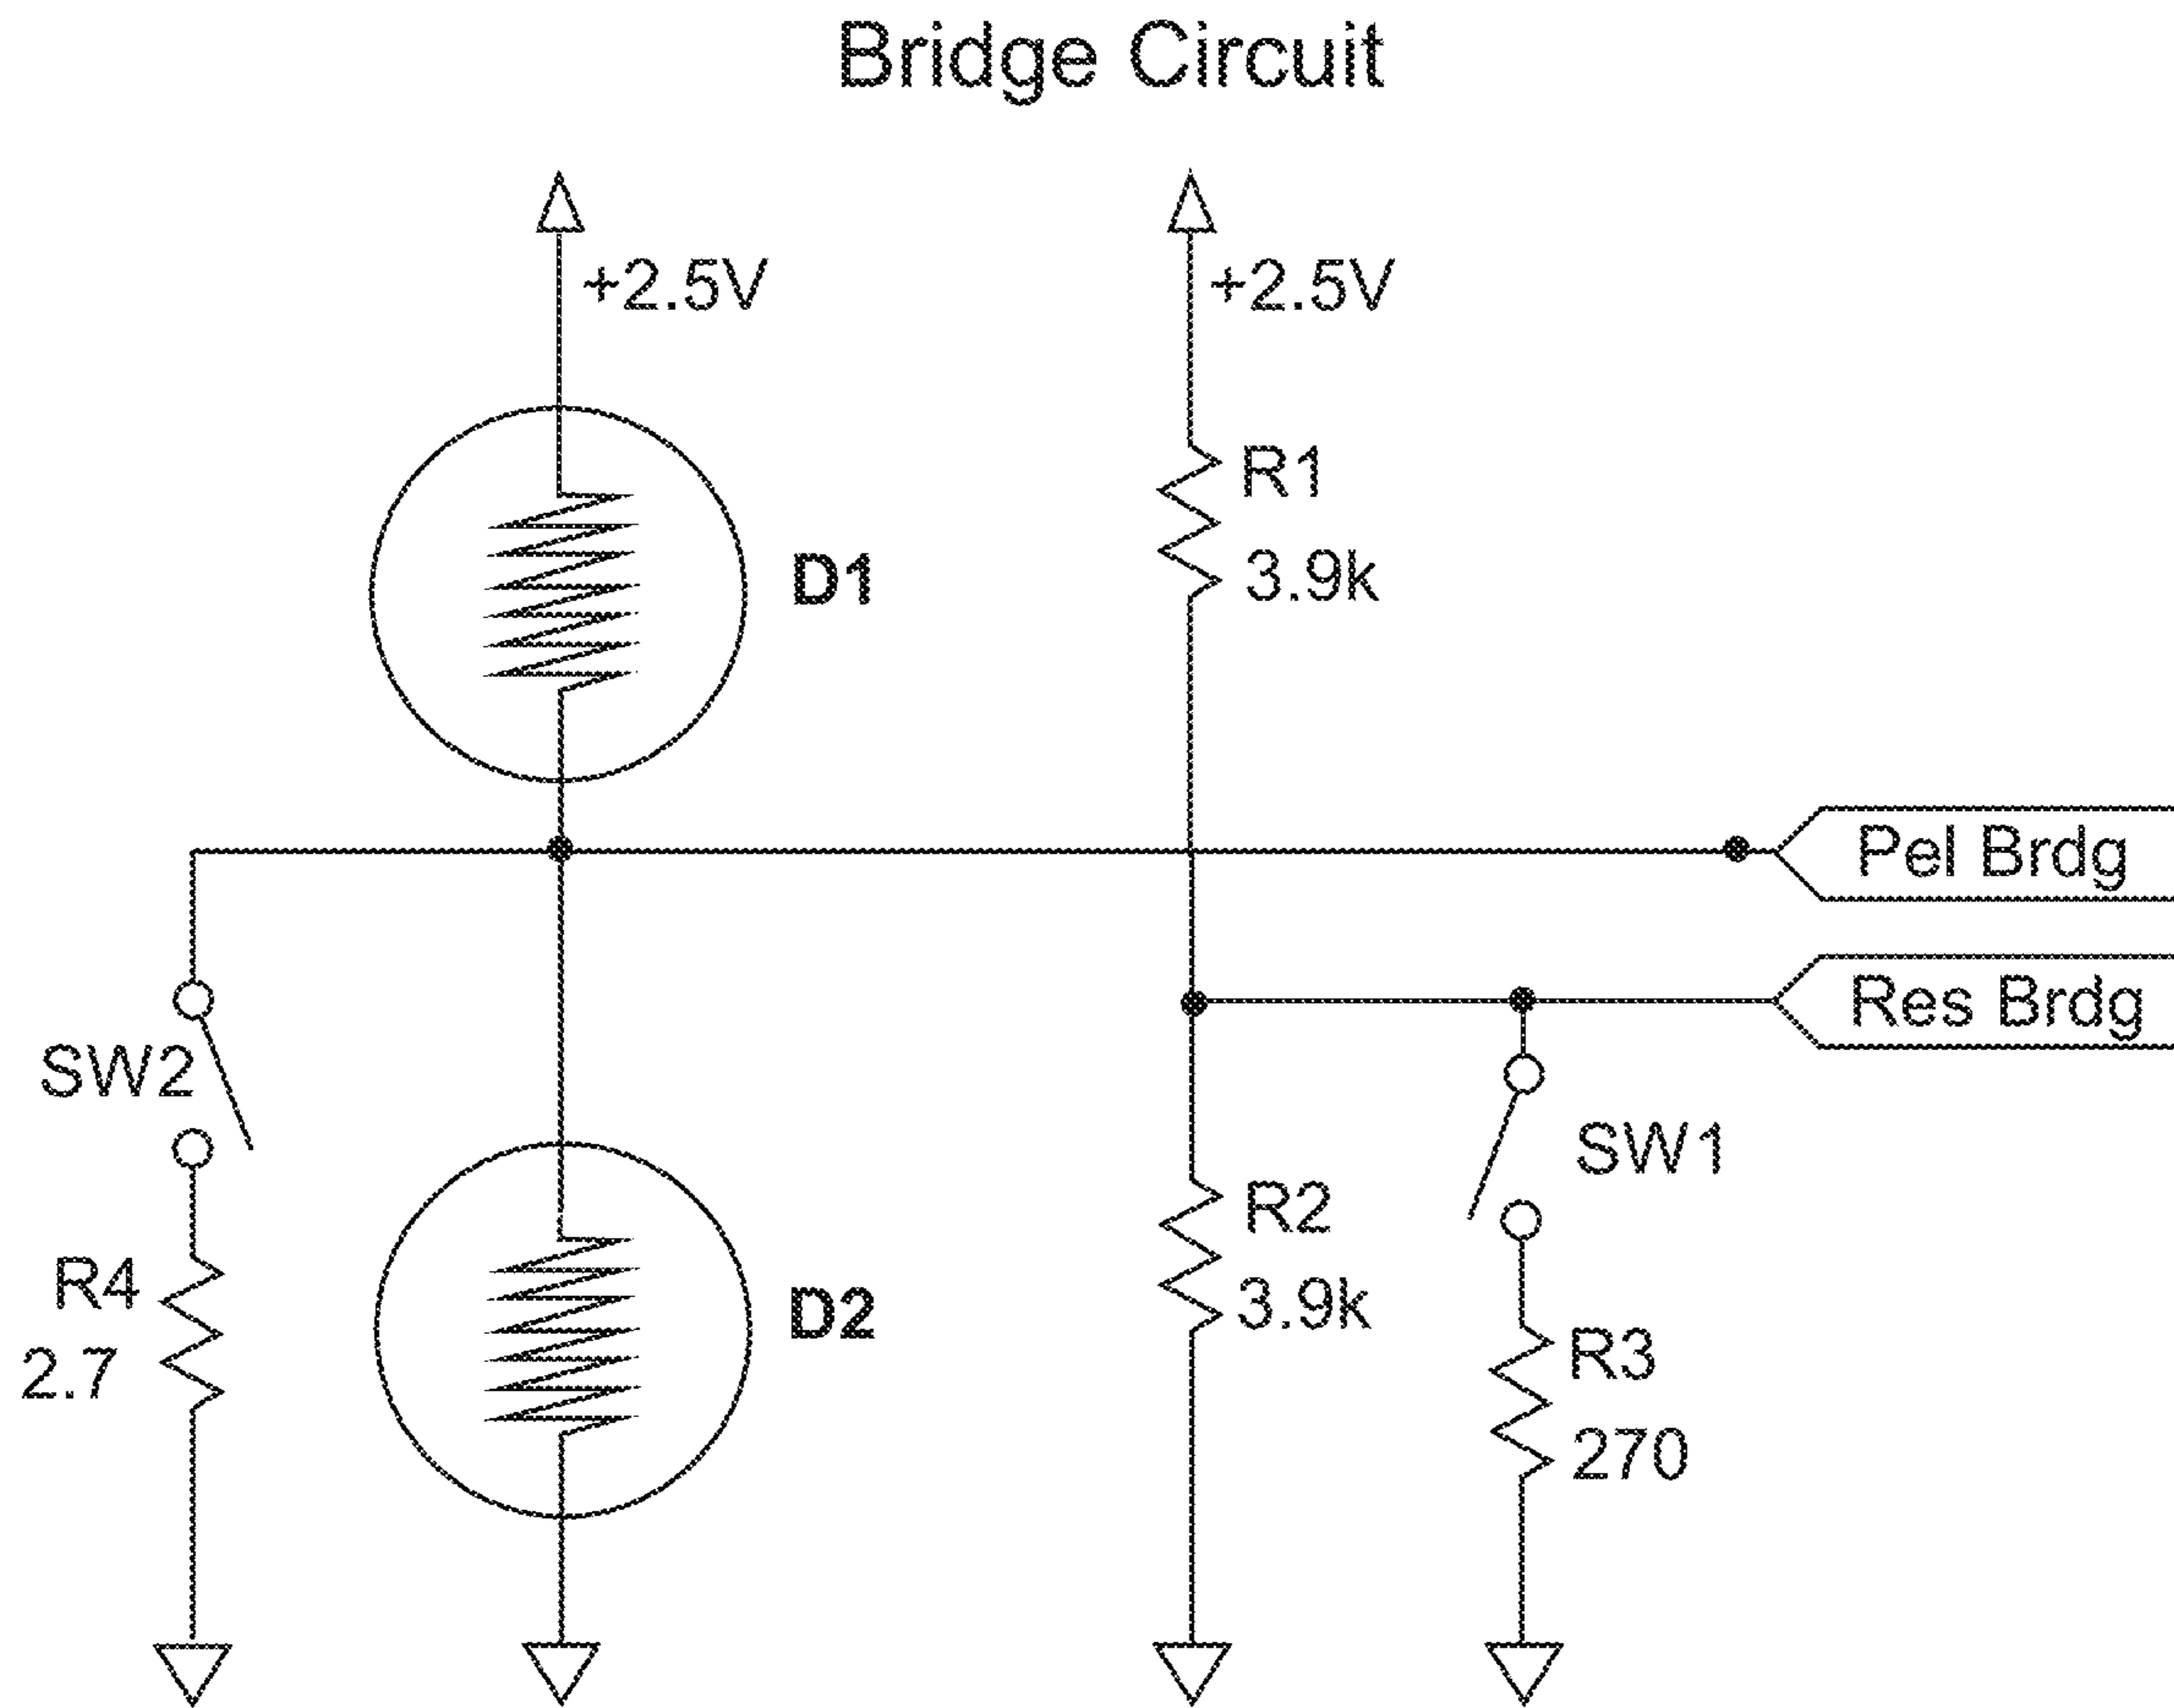 Bridge Circuit
+2.5V
+2.5V
R1
3.9k
D1
Pel Brdg
Res Brdg
SW2
SW1
R2
3.9k
R4
2.7
D2
R3
270